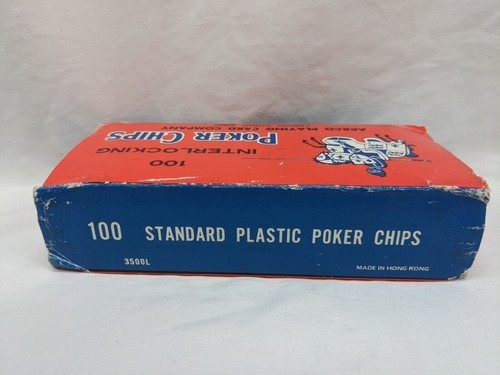 100
INTERLOCKING
POKER CHIPS
ARRCO PLAYING CARD COMPANY
100 STANDARD PLASTIC POKER CHIPS
3500L
MADE IN HONG KONG